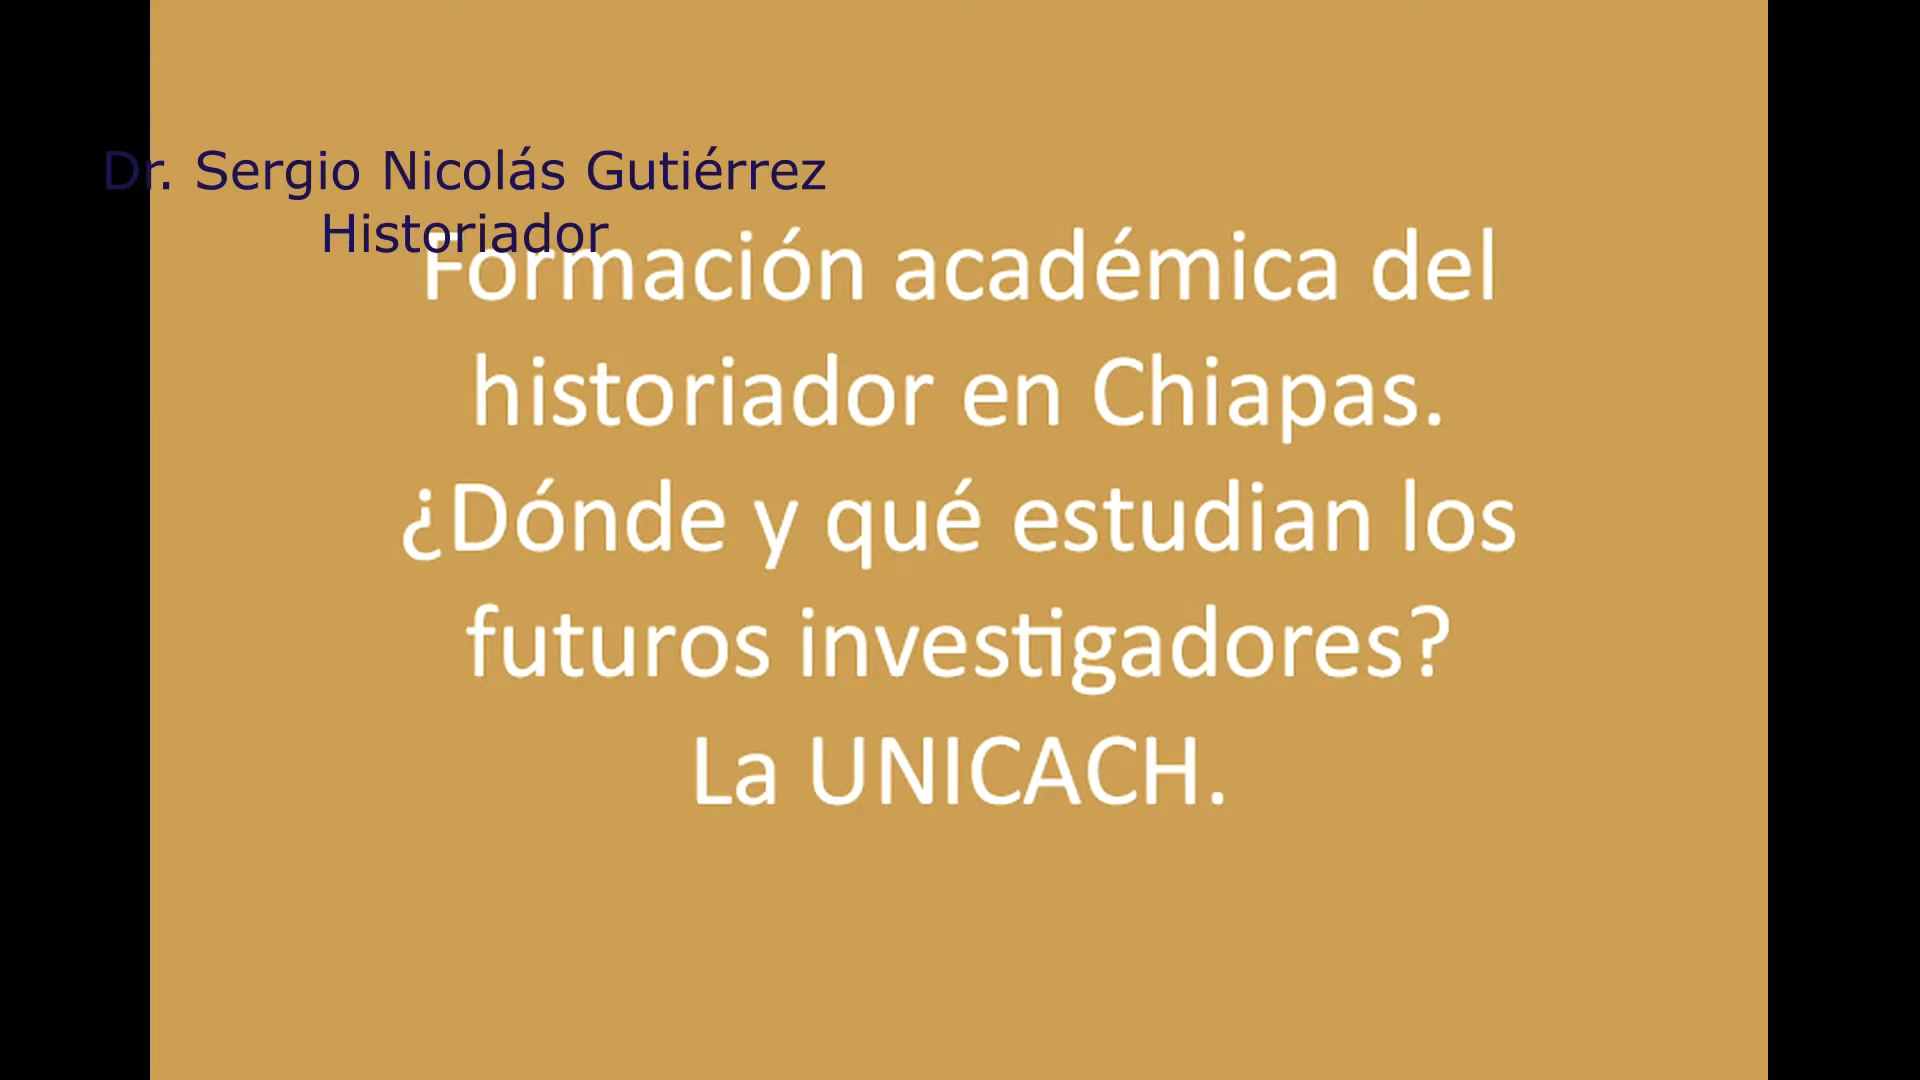 Dr. Sergio Nicolás Gutiérrez
Historiador
Formación académica del
historiador en Chiapas.
¿Dónde y qué estudian los
futuros investigadores?
La UNICACH.